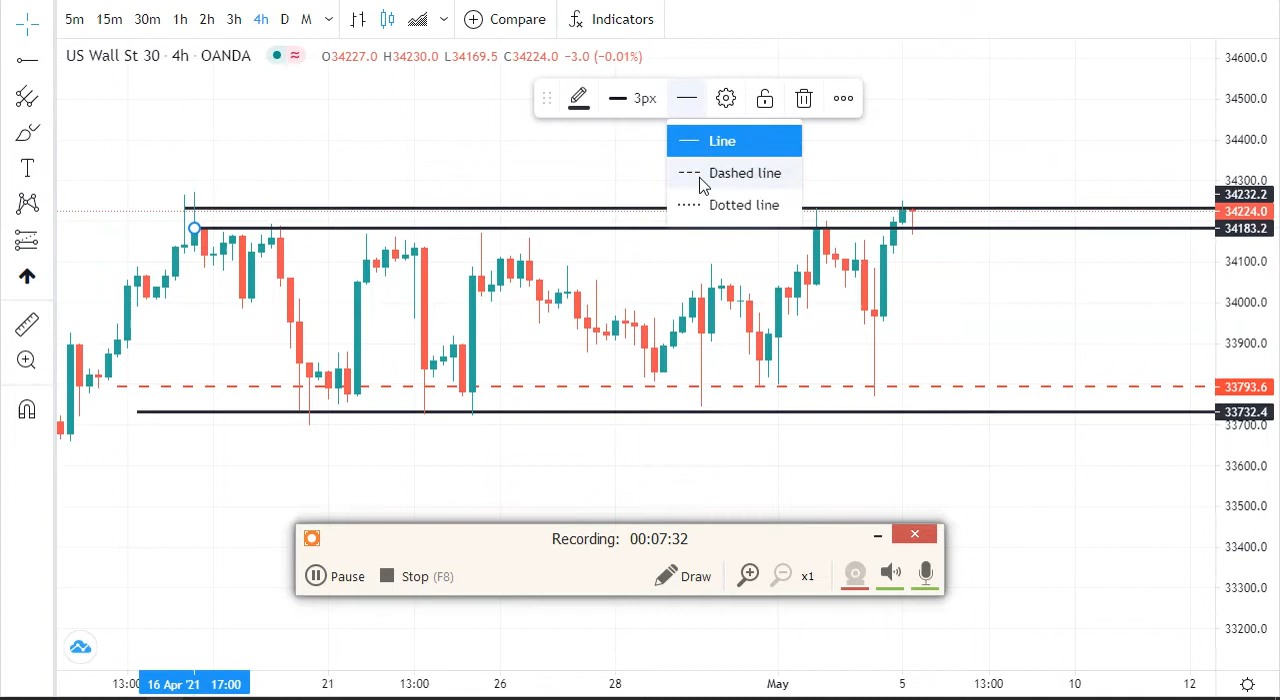 5m 15m 30m 1h 2h 3h 4h D M Compare Indicators
US Wall St 30 · 4h · OANDA O34227.0 H34230.0 L34169.5 C34224.0 −3.0 (−0.01%)
3px
Line
Dashed line
Dotted line
34600.0
34500.0
34400.0
34300.0
34232.2
34224.0
34183.2
34100.0
34000.0
33900.0
33793.6
33732.4
33700.0
33600.0
33500.0
33400.0
33300.0
33200.0
Recording: 00:07:32
Pause Stop (F8) Draw x1
13:00 16 Apr '21 17:00 21 13:00 26 28 May 5 13:00 10 12